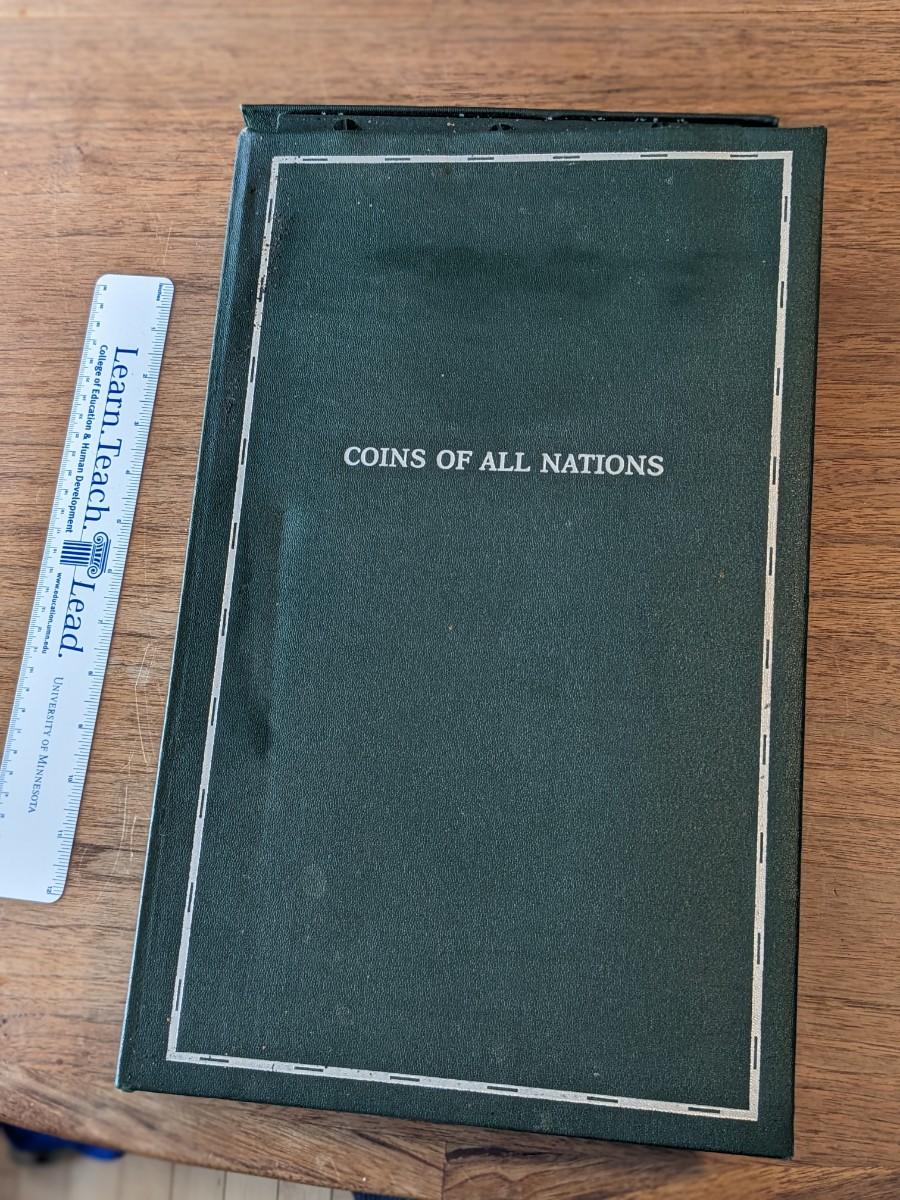 COINS OF ALL NATIONS
Learn. Teach. Lead.
College of Education & Human Development
www.education.umn.edu
UNIVERSITY OF MINNESOTA